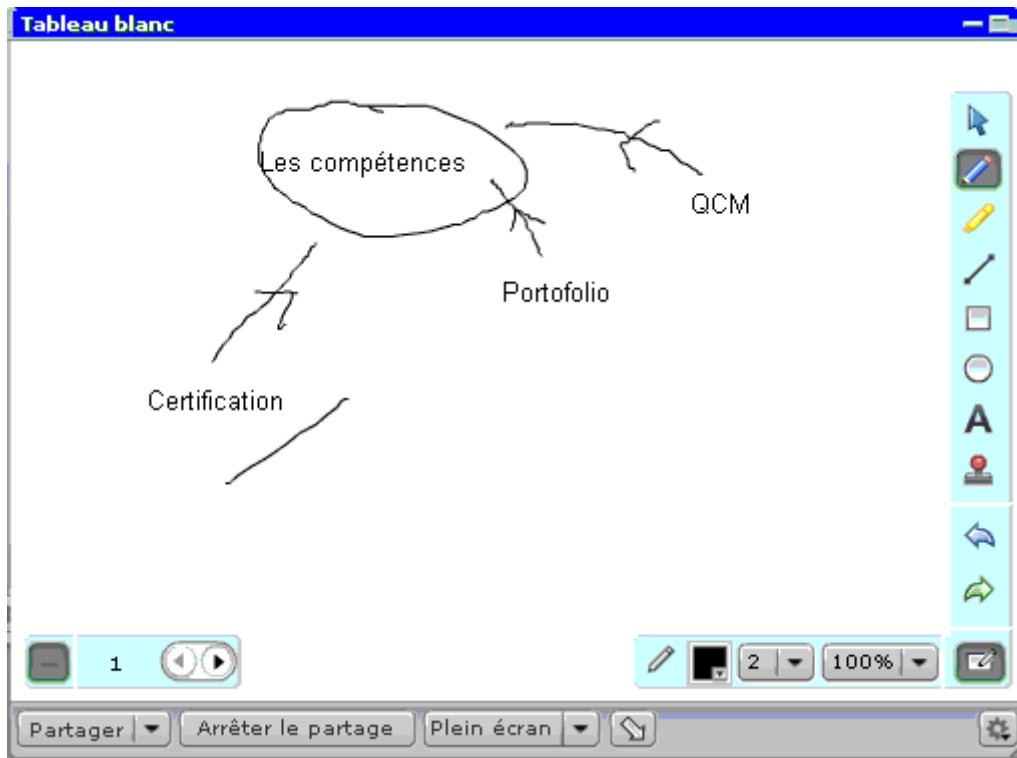 Tableau blanc
Les compétences
QCM
Portofolio
Certification
A
1
2
100%
Partager
Arrêter le partage
Plein écran